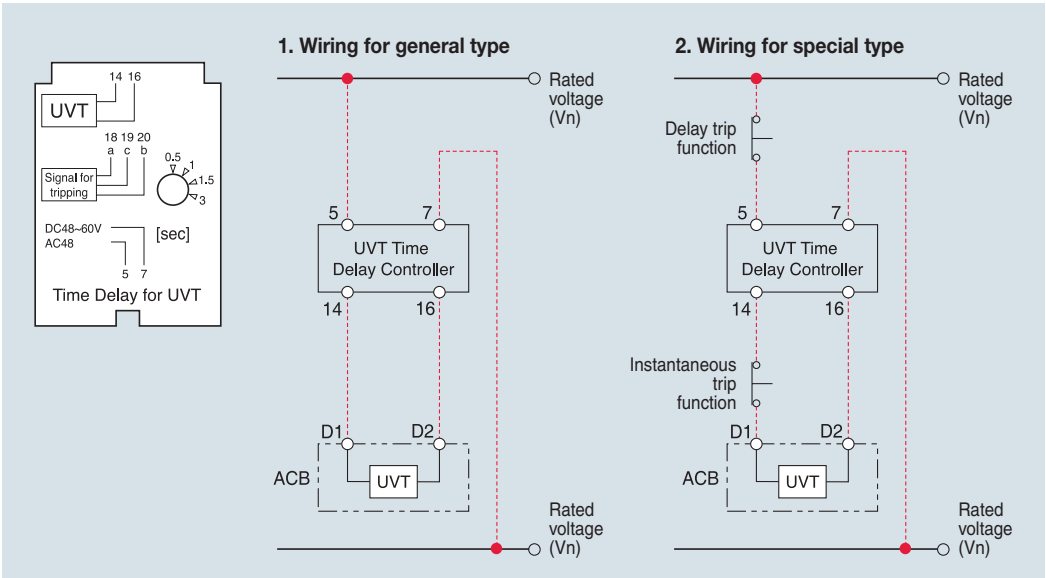 14 16
UVT
18 19 20
a c b
Signal for
tripping
0.5
1
1.5
3
DC48~60V
AC48
[sec]
5 7
Time Delay for UVT
1. Wiring for general type
Rated
voltage
(Vn)
5 7
UVT Time
Delay Controller
14 16
D1 D2
ACB
UVT
Rated
voltage
(Vn)
2. Wiring for special type
Rated
voltage
(Vn)
Delay trip
function
5 7
UVT Time
Delay Controller
14 16
Instantaneous
trip
function
D1 D2
ACB
UVT
Rated
voltage
(Vn)